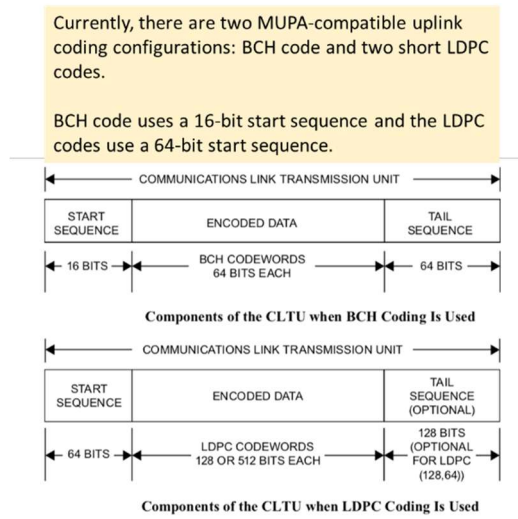 Currently, there are two MUPA-compatible uplink
coding configurations: BCH code and two short LDPC
codes.
BCH code uses a 16-bit start sequence and the LDPC
codes use a 64-bit start sequence.
COMMUNICATIONS LINK TRANSMISSION UNIT
START
SEQUENCE
ENCODED DATA
TAIL
SEQUENCE
16 BITS
BCH CODEWORDS
64 BITS EACH
64 BITS
Components of the CLTU when BCH Coding Is Used
COMMUNICATIONS LINK TRANSMISSION UNIT
START
SEQUENCE
ENCODED DATA
TAIL
SEQUENCE
(OPTIONAL)
64 BITS
LDPC CODEWORDS
128 OR 512 BITS EACH
128 BITS
(OPTIONAL
FOR LDPC
(128,64))
Components of the CLTU when LDPC Coding Is Used